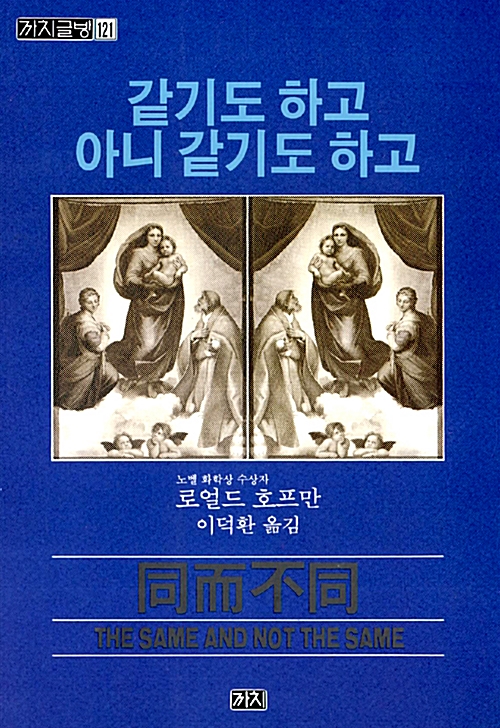 까치글방 121
같기도 하고
아니 같기도 하고
노벨 화학상 수상자
로얼드 호프만
이덕환 옮김
同而不同
THE SAME AND NOT THE SAME
까치